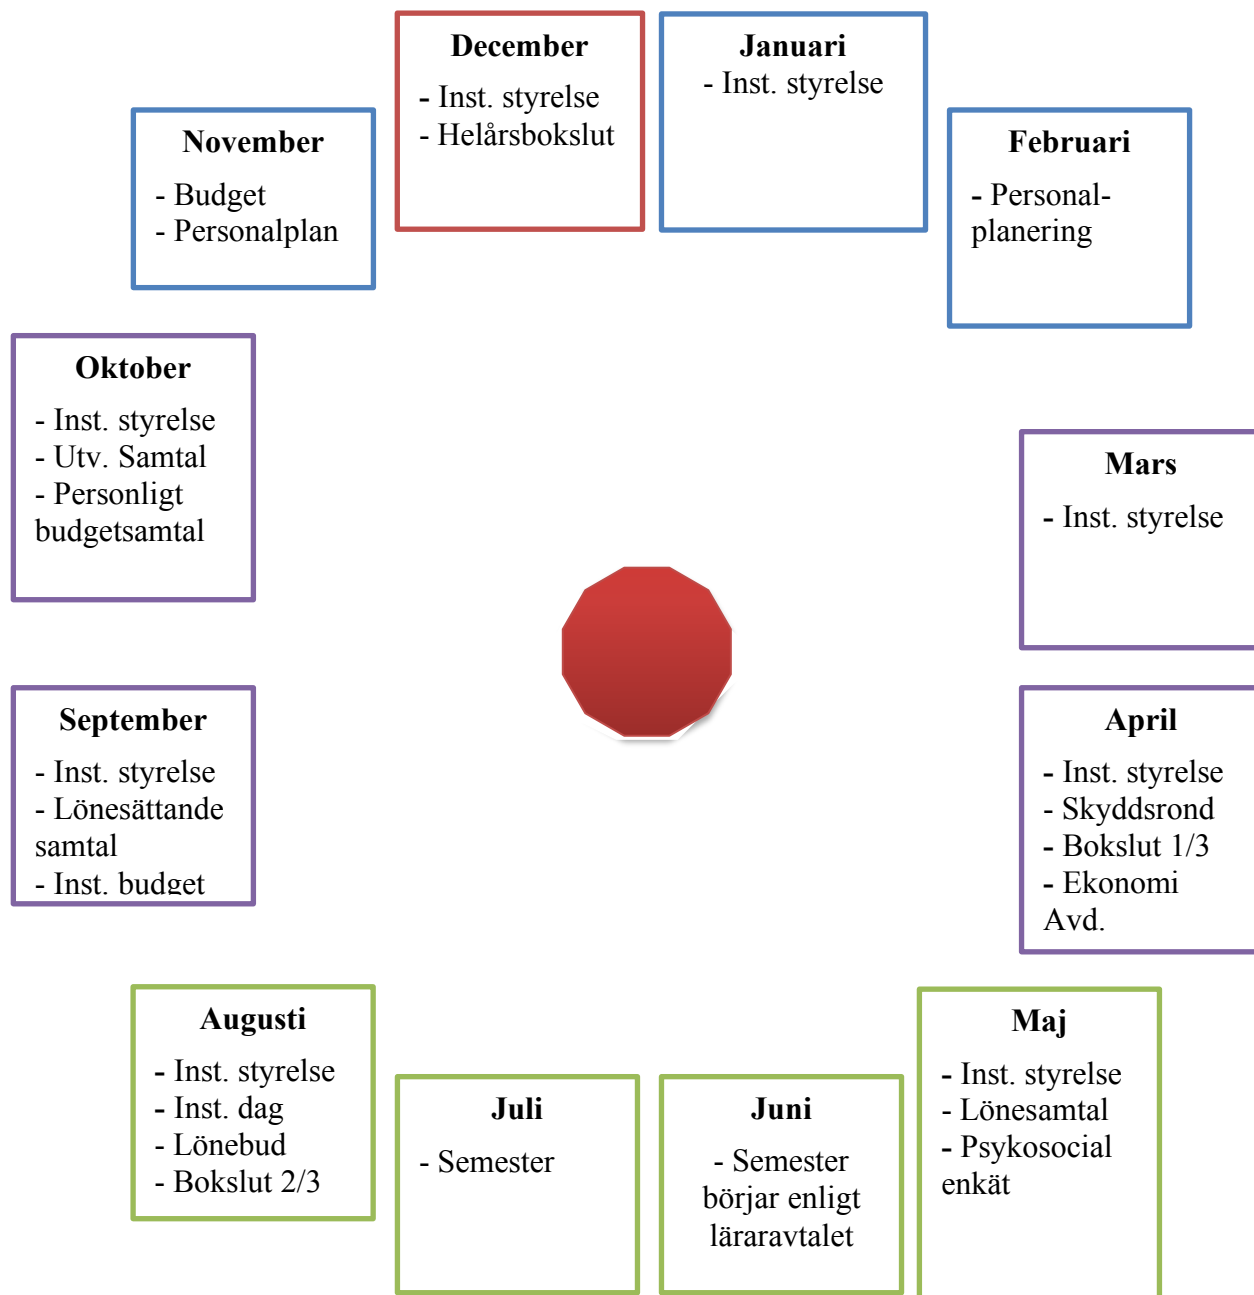 December
- Inst. styrelse
- Helårsbokslut
Januari
- Inst. styrelse
Februari
- Personal-
planering
Mars
- Inst. styrelse
April
- Inst. styrelse
- Skyddsrond
- Bokslut 1/3
- Ekonomi
Avd.
Maj
- Inst. styrelse
- Lönesamtal
- Psykosocial
enkät
Juni
- Semester
börjar enligt
läraravtalet
Juli
- Semester
Augusti
- Inst. styrelse
- Inst. dag
- Lönebud
- Bokslut 2/3
September
- Inst. styrelse
- Lönesättande
samtal
- Inst. budget
Oktober
- Inst. styrelse
- Utv. Samtal
- Personligt
budgetsamtal
November
- Budget
- Personalplan